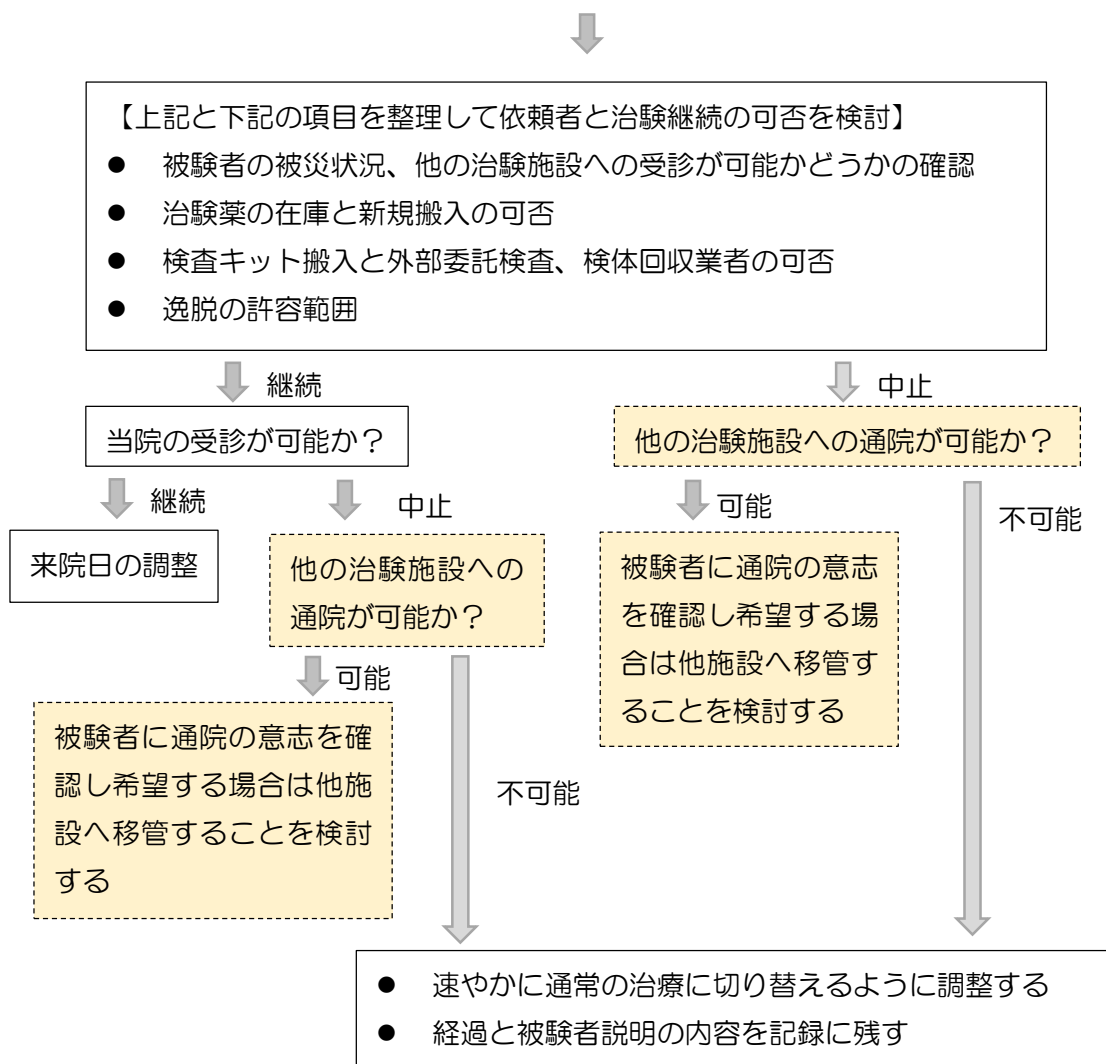 【上記と下記の項目を整理して依頼者と治験継続の可否を検討】
● 被験者の被災状況、他の治験施設への受診が可能かどうかの確認
● 治験薬の在庫と新規搬入の可否
● 検査キット搬入と外部委託検査、検体回収業者の可否
● 逸脱の許容範囲
継続
中止
当院の受診が可能か？
他の治験施設への通院が可能か？
継続
中止
可能
不可能
来院日の調整
他の治験施設への
通院が可能か？
被験者に通院の意志
を確認し希望する場
合は他施設へ移管す
ることを検討する
可能
被験者に通院の意志を確
認し希望する場合は他施
設へ移管することを検討
する
不可能
● 速やかに通常の治療に切り替えるように調整する
● 経過と被験者説明の内容を記録に残す